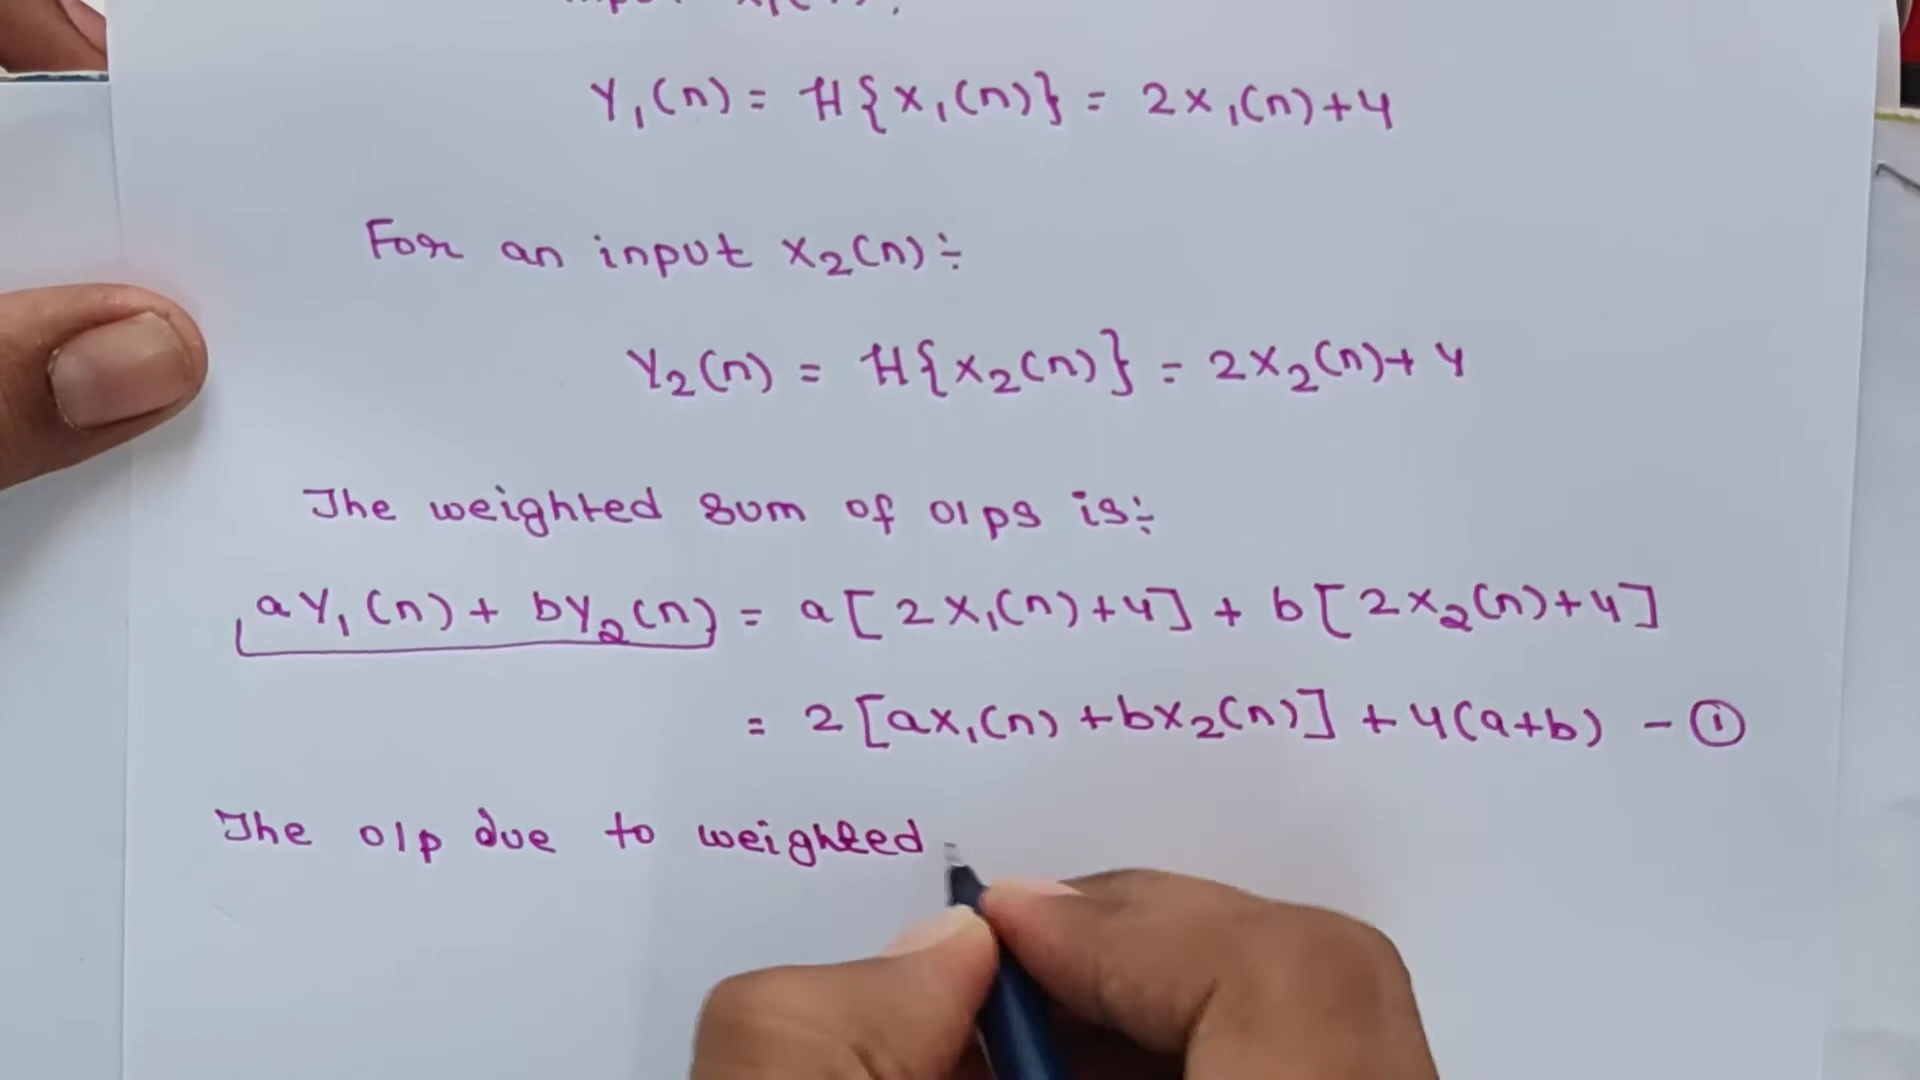 Y₁(n) = H{x₁(n)} = 2x₁(n)+4
For an input x₂(n) ÷
Y₂(n) = H{x₂(n)} = 2x₂(n)+4
The weighted sum of o/ps is ÷
aY₁(n) + bY₂(n) = a[2x₁(n)+4] + b[2x₂(n)+4]
= 2[ax₁(n) + bx₂(n)] + 4(a+b) - ①
The o/p due to weighted